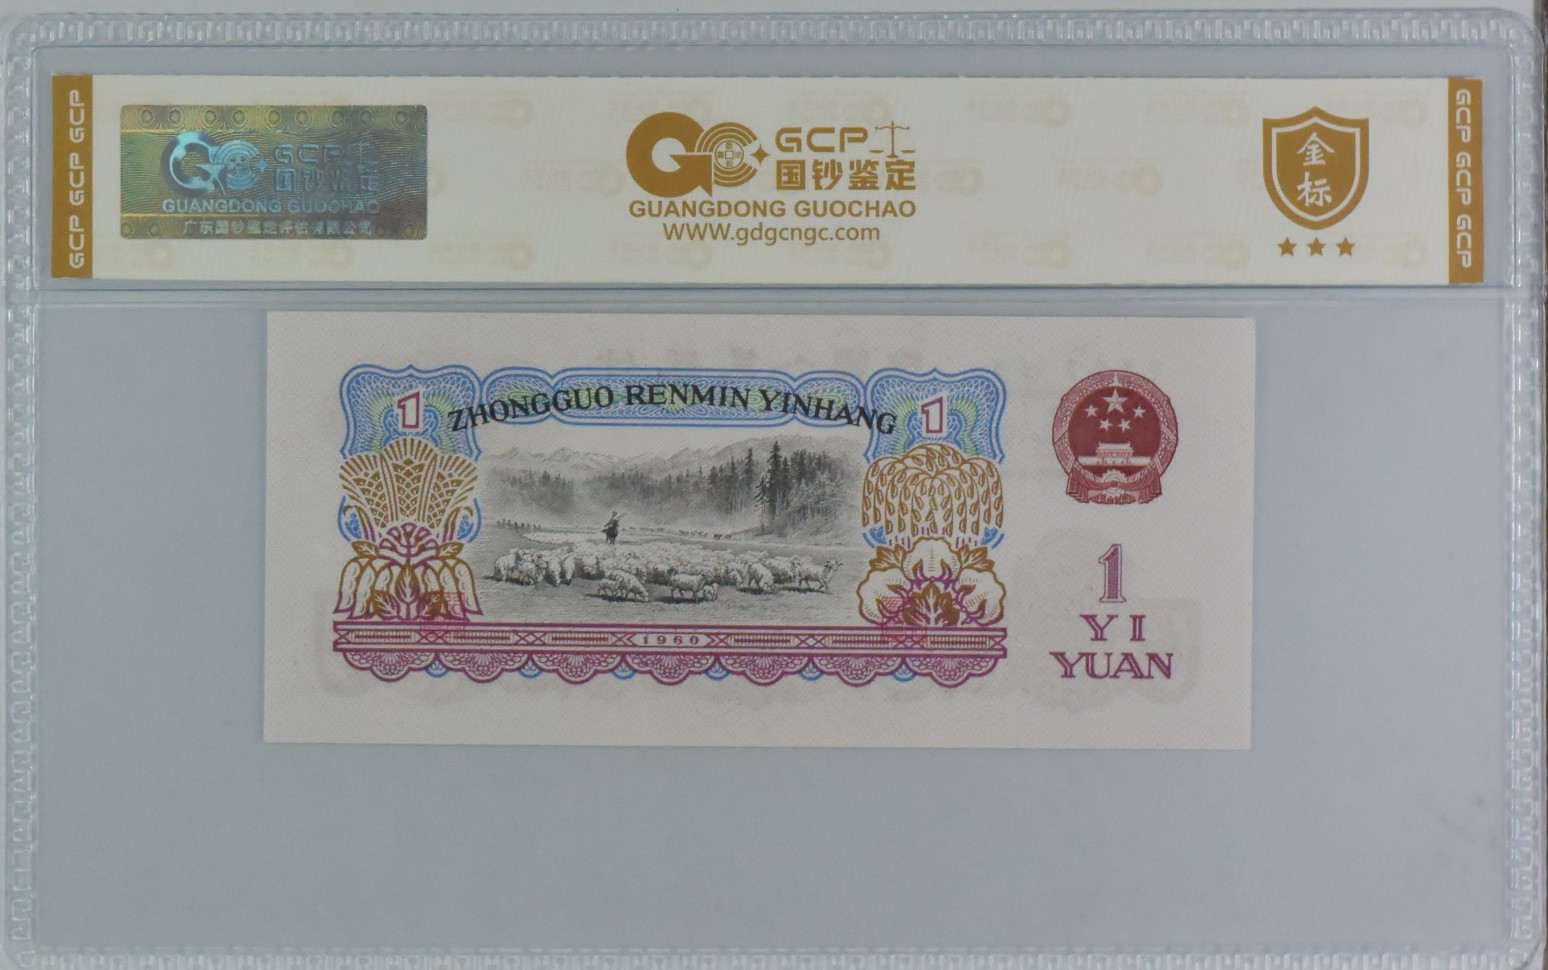 GCP GCP GCP
GCP
国钞鉴定
GUANGDONG GUOCHAO
广东国钞鉴定评估有限公司
GCP
国钞鉴定
GUANGDONG GUOCHAO
www.gdgcngc.com
金标
GCP GCP GCP
1
ZHONGGUO RENMIN YINHANG
1
1960
1
YI
YUAN